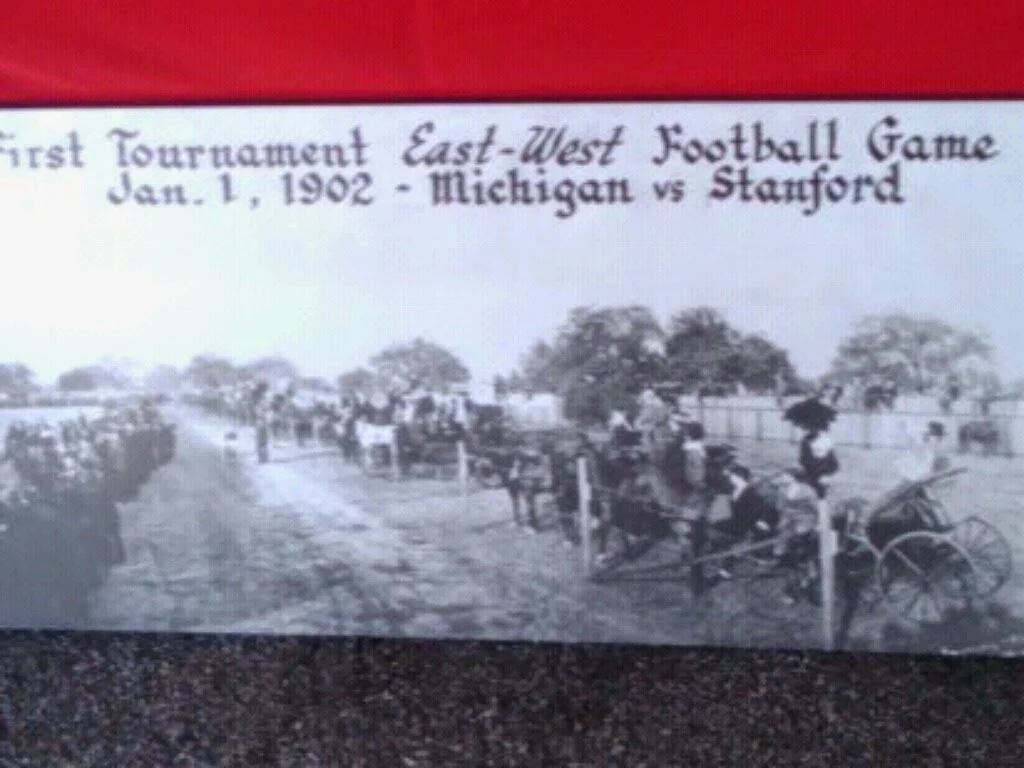 First Tournament East-West Football Game
Jan. 1, 1902 - Michigan vs Stanford